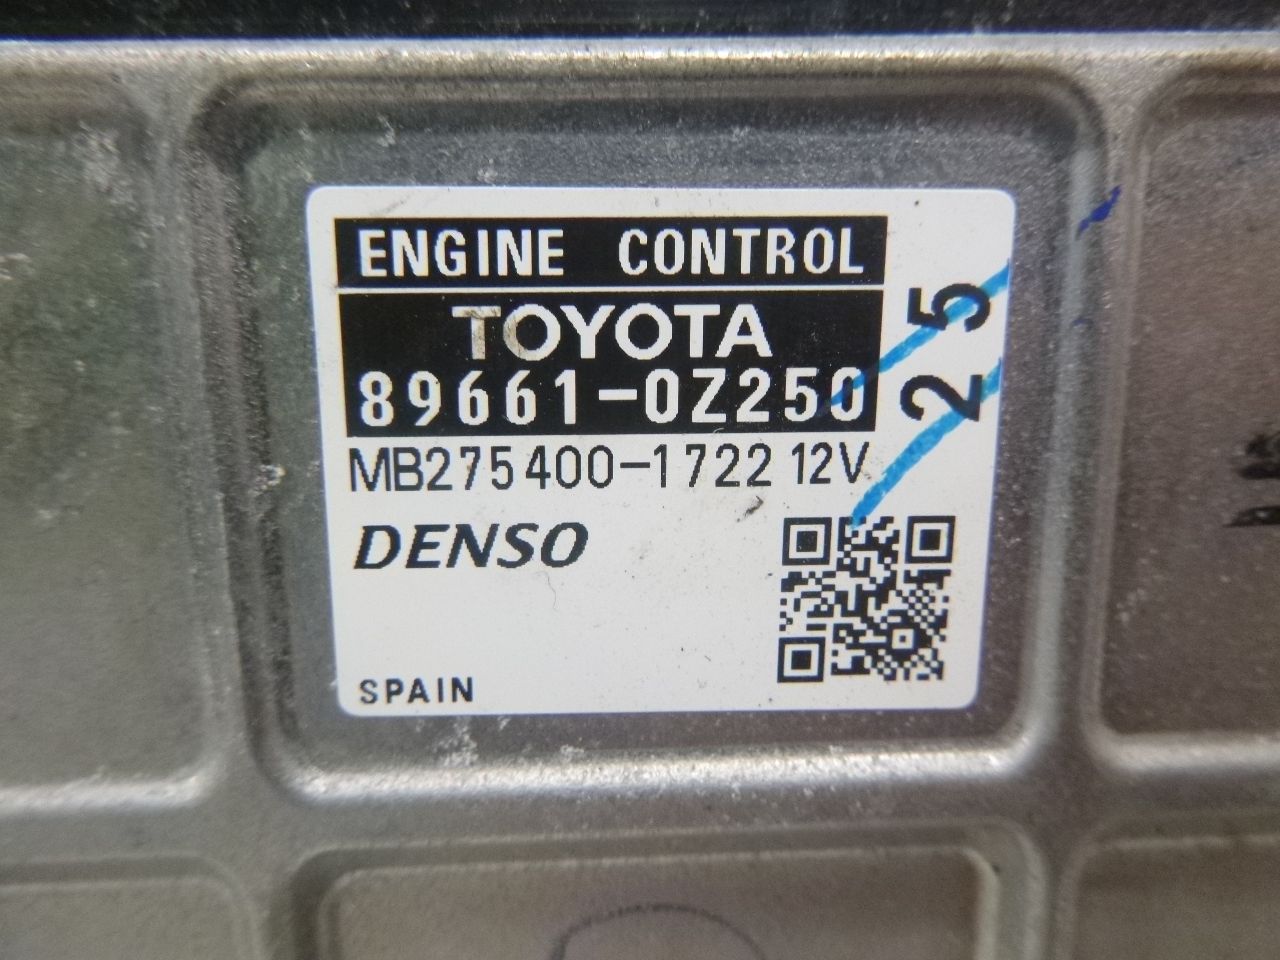 ENGINE CONTROL
TOYOTA
89661-0Z250
MB275400-1722 12V
25
DENSO
SPAIN